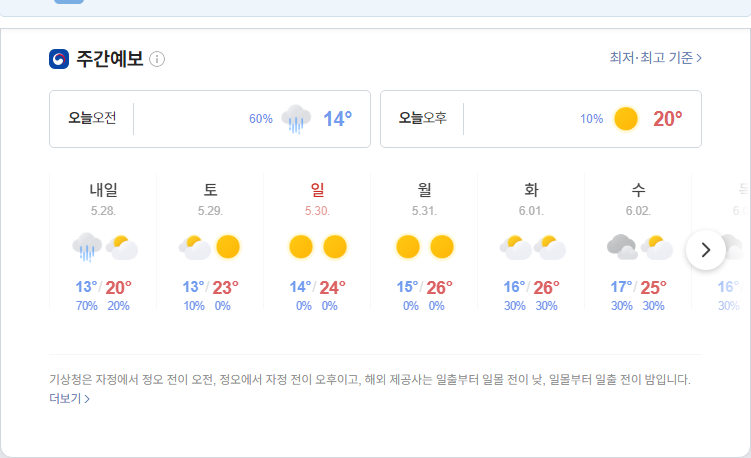 주간예보
최저·최고 기준
오늘오전 60% 14°
오늘오후 10% 20°
내일 토 일 월 화 수
5.28. 5.29. 5.30. 5.31. 6.01. 6.02.
13°/20° 13°/23° 14°/24° 15°/26° 16°/26° 17°/25° 16°
70% 20% 10% 0% 0% 0% 0% 0% 30% 30% 30% 30% 30%
기상청은 자정에서 정오 전이 오전, 정오에서 자정 전이 오후이고, 해외 제공사는 일출부터 일몰 전이 낮, 일몰부터 일출 전이 밤입니다.
더보기